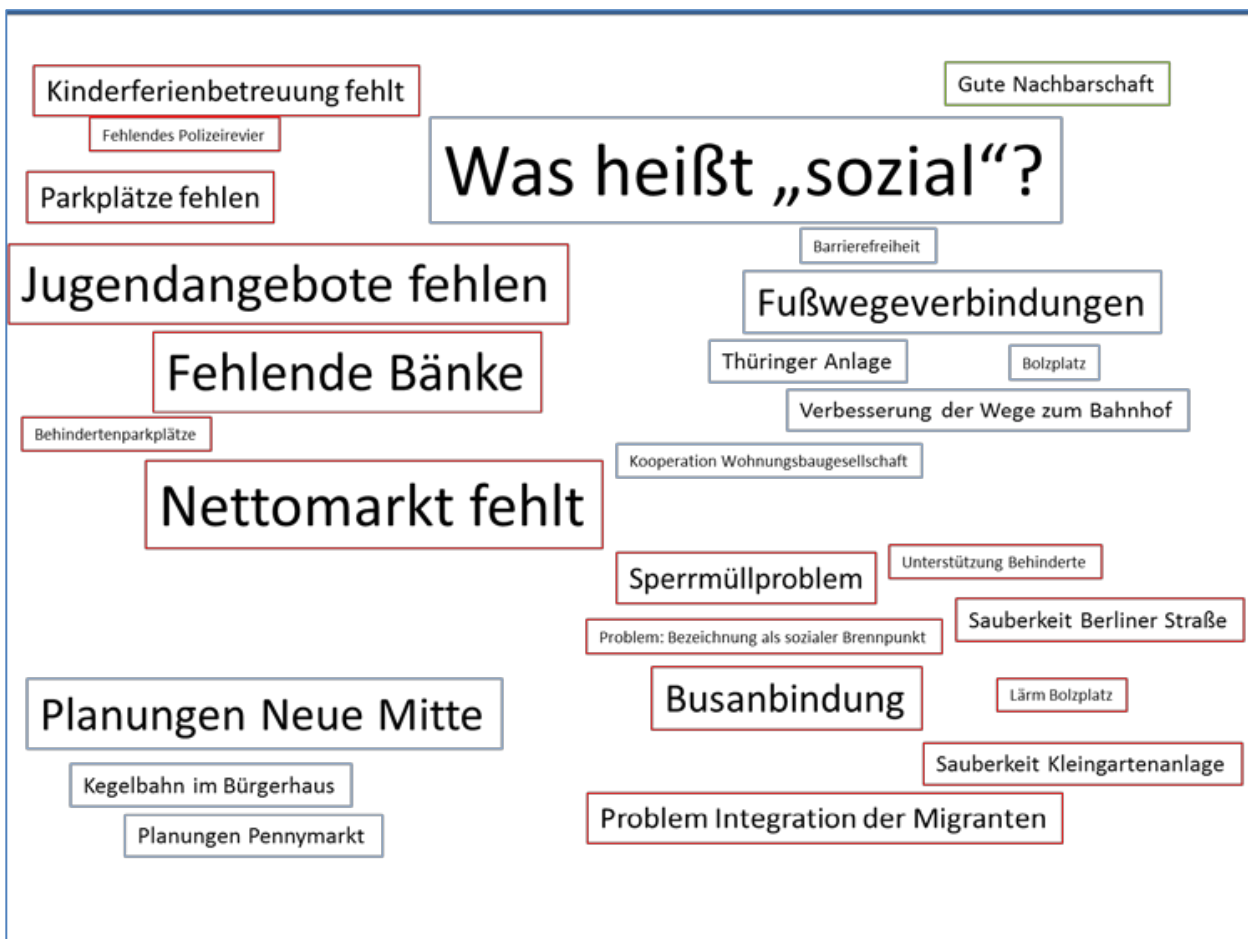 Kinderferienbetreuung fehlt
Gute Nachbarschaft
Fehlendes Polizeirevier
Was heißt „sozial“?
Parkplätze fehlen
Barrierefreiheit
Jugendangebote fehlen
Fußwegeverbindungen
Fehlende Bänke
Thüringer Anlage
Bolzplatz
Verbesserung der Wege zum Bahnhof
Behindertenparkplätze
Kooperation Wohnungsbaugesellschaft
Nettomarkt fehlt
Sperrmüllproblem
Unterstützung Behinderte
Sauberkeit Berliner Straße
Problem: Bezeichnung als sozialer Brennpunkt
Busanbindung
Lärm Bolzplatz
Planungen Neue Mitte
Sauberkeit Kleingartenanlage
Kegelbahn im Bürgerhaus
Problem Integration der Migranten
Planungen Pennymarkt